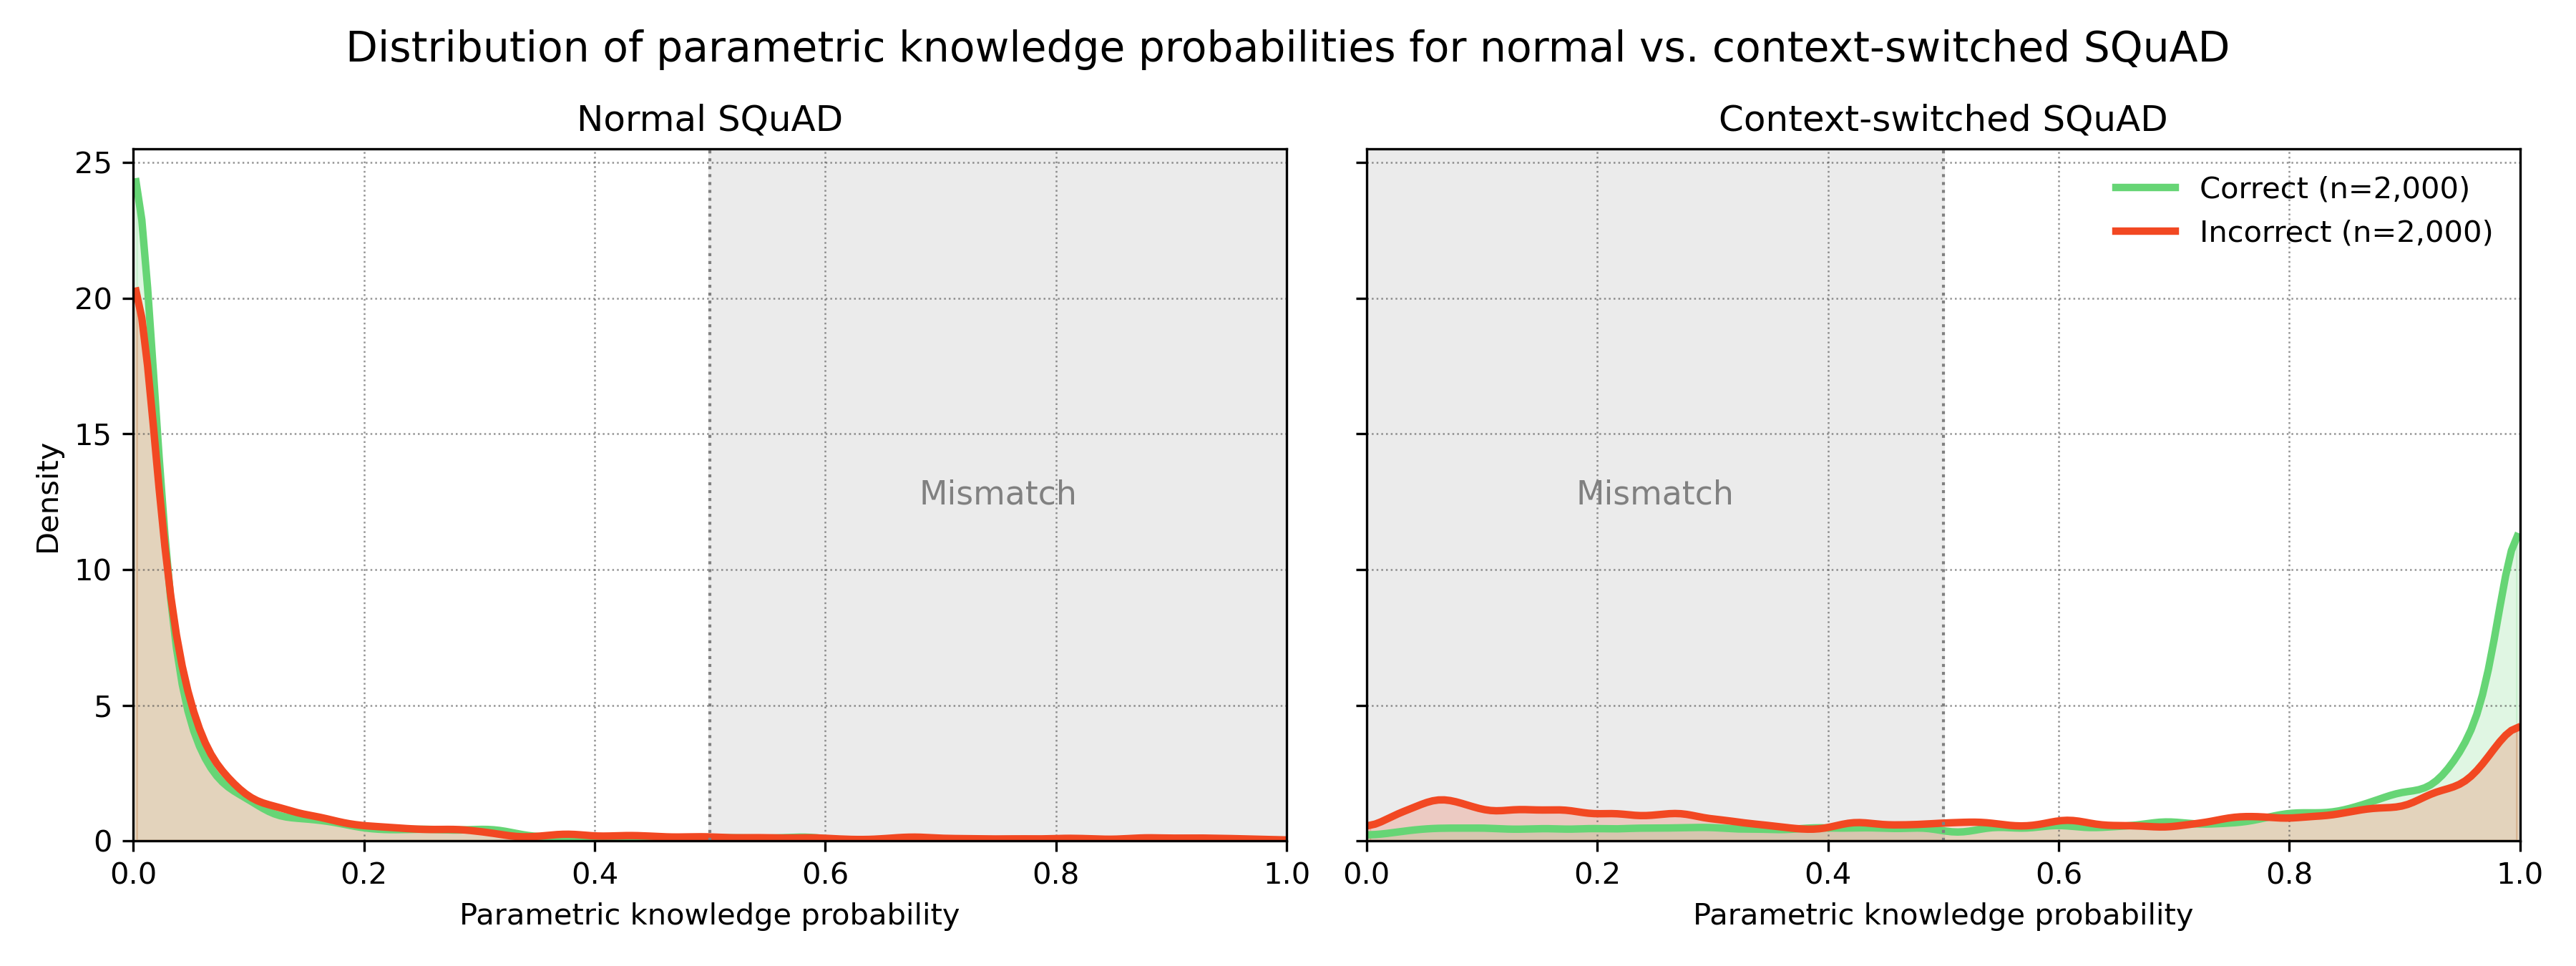 Distribution of parametric knowledge probabilities for normal vs. context-switched SQuAD
Normal SQuAD
25
20
15
10
5
0
Density
Mismatch
0.0 0.2 0.4 0.6 0.8 1.0
Parametric knowledge probability
Context-switched SQuAD
Correct (n=2,000)
Incorrect (n=2,000)
Mismatch
0.0 0.2 0.4 0.6 0.8 1.0
Parametric knowledge probability